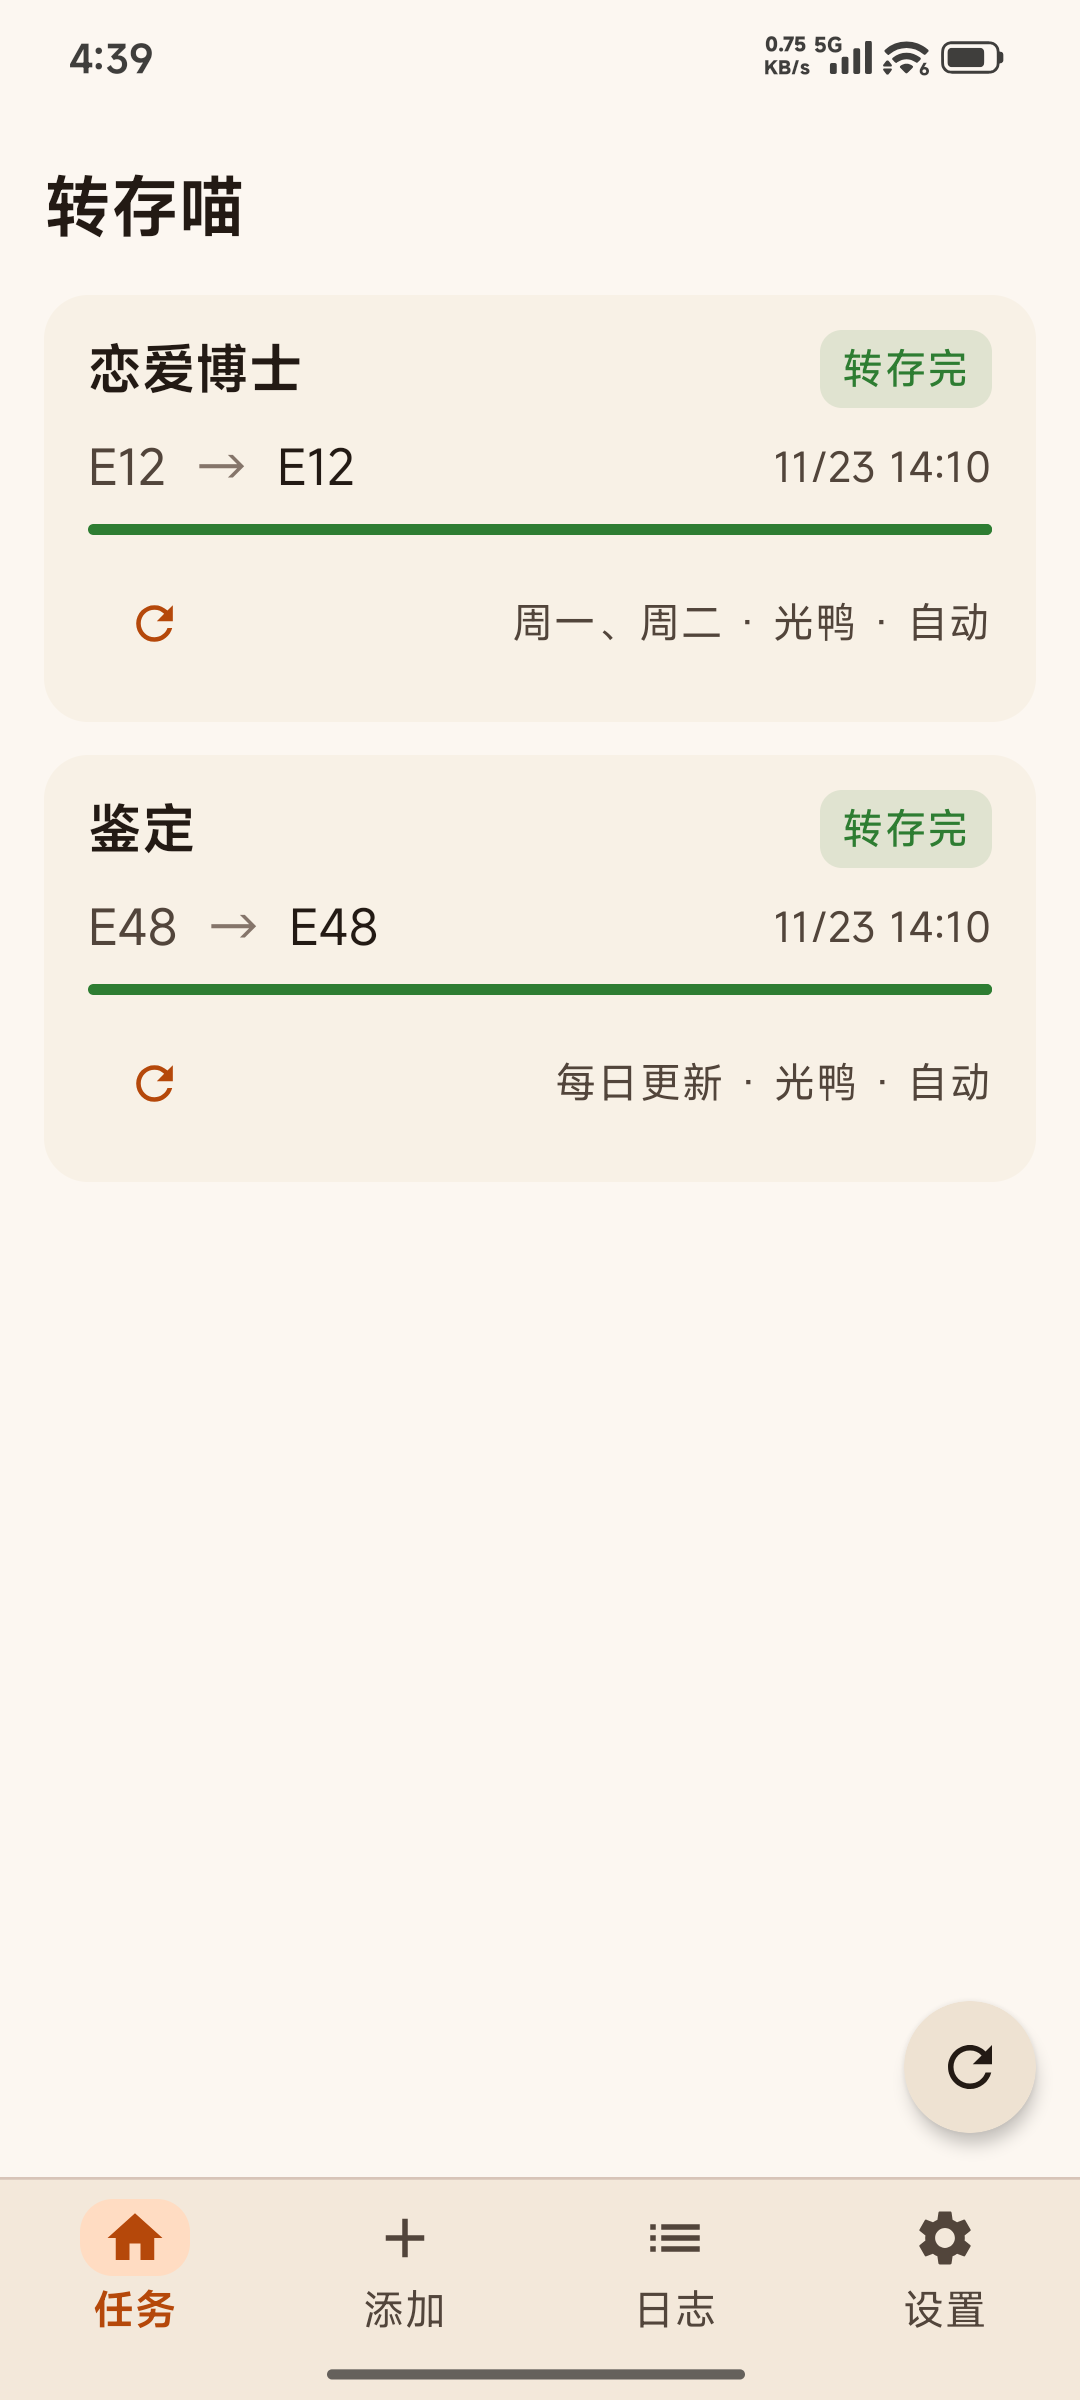 4:39
0.75 KB/s 5G 6
转存喵
恋爱博士 转存完
E12 → E12 11/23 14:10
周一、周二 · 光鸭 · 自动
鉴定 转存完
E48 → E48 11/23 14:10
每日更新 · 光鸭 · 自动
任务 添加 日志 设置